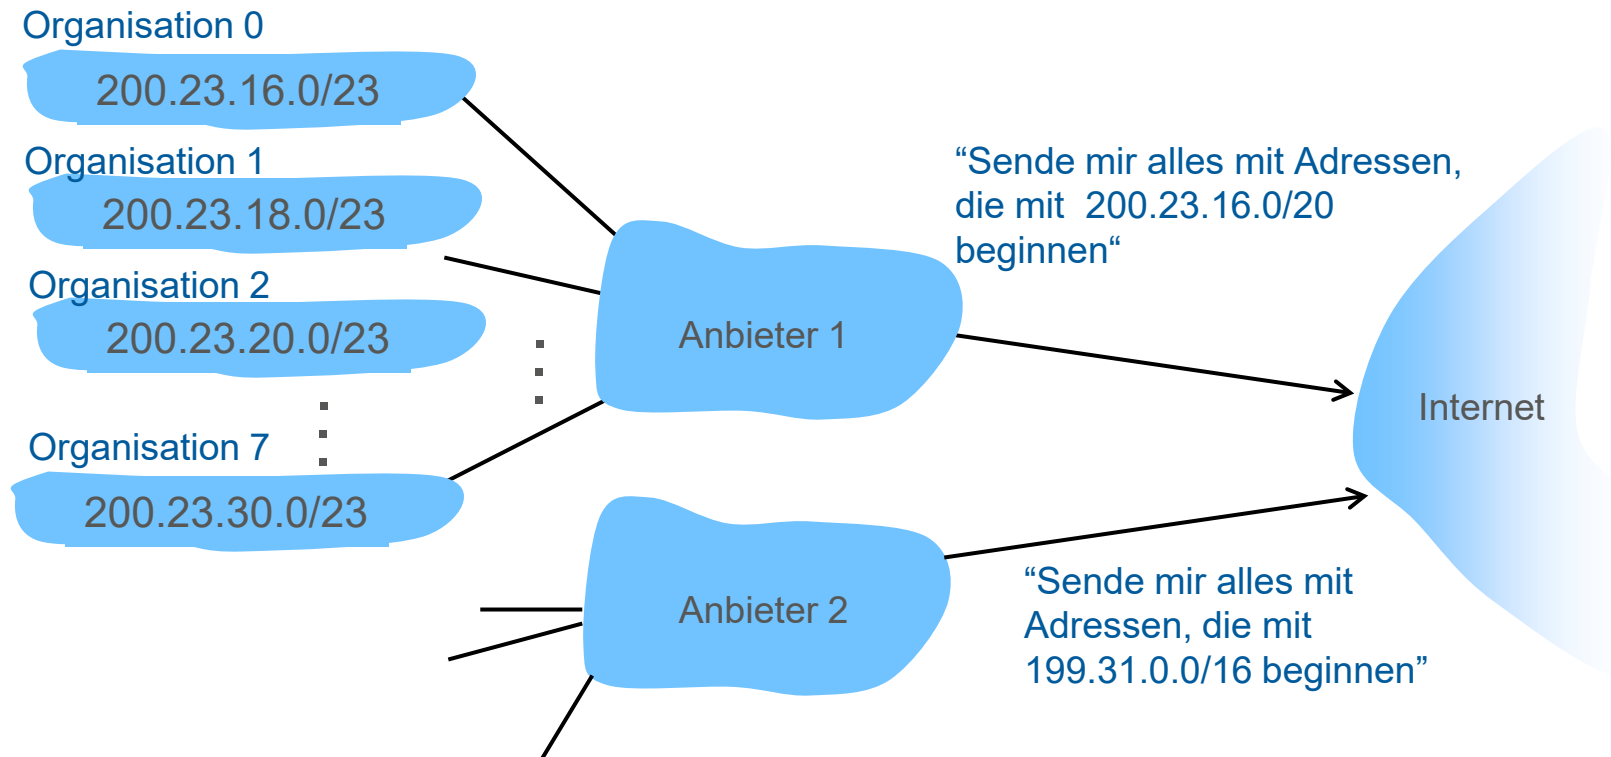 Organisation 0
200.23.16.0/23
Organisation 1
200.23.18.0/23
Organisation 2
200.23.20.0/23
Organisation 7
200.23.30.0/23
Anbieter 1
“Sende mir alles mit Adressen,
die mit  200.23.16.0/20
beginnen“
Internet
Anbieter 2
“Sende mir alles mit
Adressen, die mit
199.31.0.0/16 beginnen”